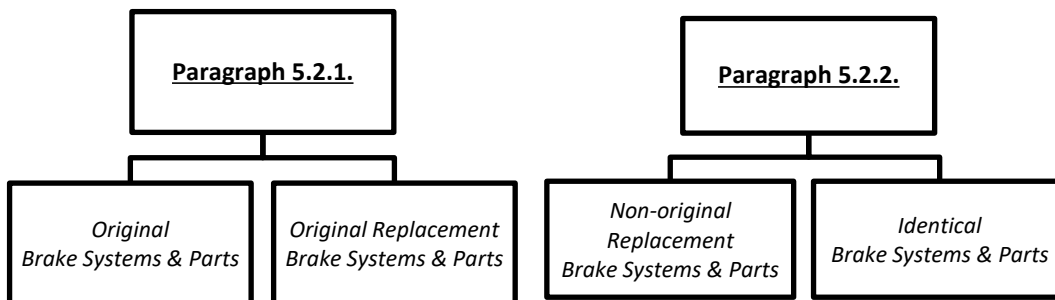 Paragraph 5.2.1.
Original
Brake Systems & Parts
Original Replacement
Brake Systems & Parts
Paragraph 5.2.2.
Non-original
Replacement
Brake Systems & Parts
Identical
Brake Systems & Parts